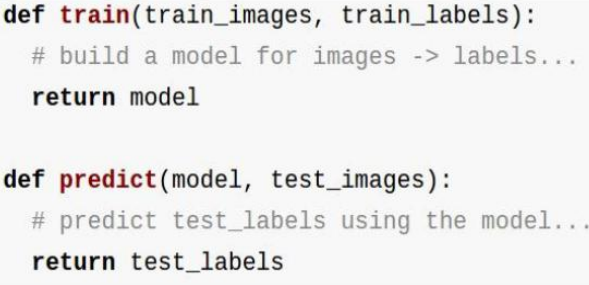 def train(train_images, train_labels):
# build a model for images -> labels...
return model
def predict(model, test_images):
# predict test_labels using the model...
return test_labels